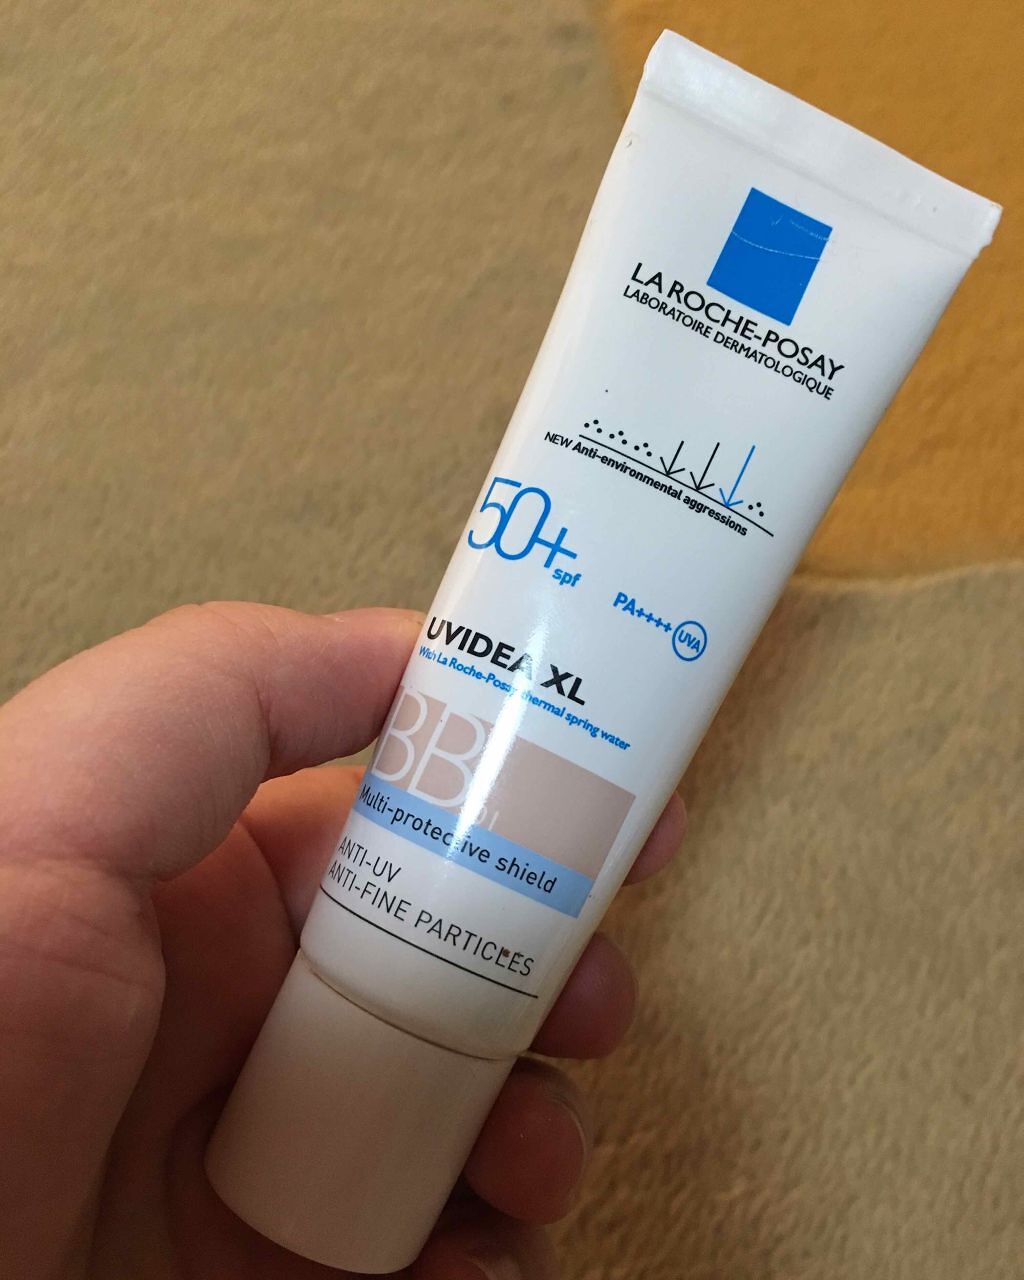 LA ROCHE-POSAY
LABORATOIRE DERMATOLOGIQUE
NEW Anti-environmental aggressions
50+
spf
PA++++ UVA
UVIDEA XL
With La Roche-Posay thermal spring water
BB
Multi-protective shield
ANTI-UV
ANTI-FINE PARTICLES